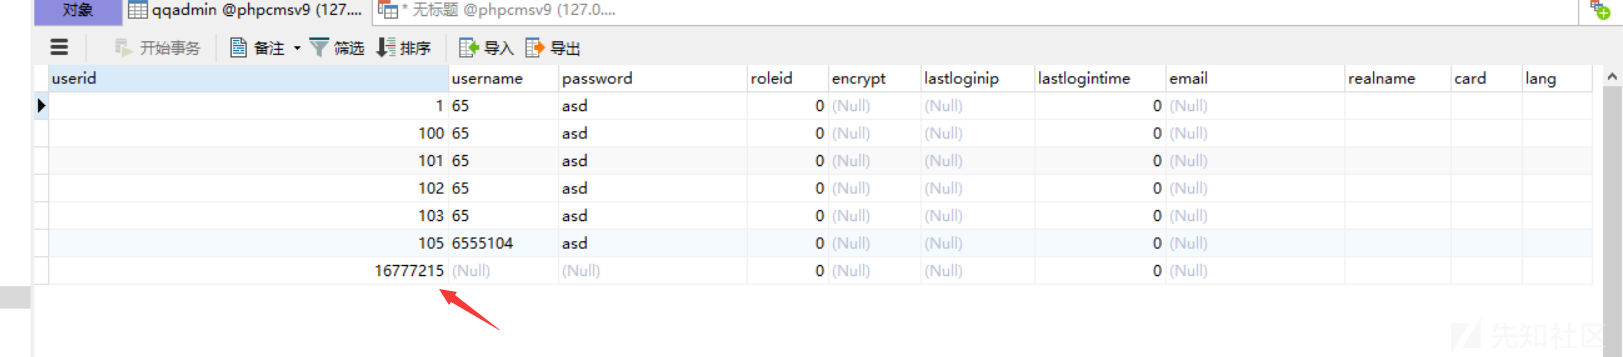 对象 qqadmin @phpcmsv9 (127.... * 无标题 @phpcmsv9 (127.0....
开始事务 备注 筛选 排序 导入 导出
userid username password roleid encrypt lastloginip lastlogintime email realname card lang
1 65 asd 0 (Null) (Null) 0 (Null)
100 65 asd 0 (Null) (Null) 0 (Null)
101 65 asd 0 (Null) (Null) 0 (Null)
102 65 asd 0 (Null) (Null) 0 (Null)
103 65 asd 0 (Null) (Null) 0 (Null)
105 6555104 asd 0 (Null) (Null) 0 (Null)
16777215 (Null) (Null) 0 (Null) (Null) 0 (Null)
先知社区